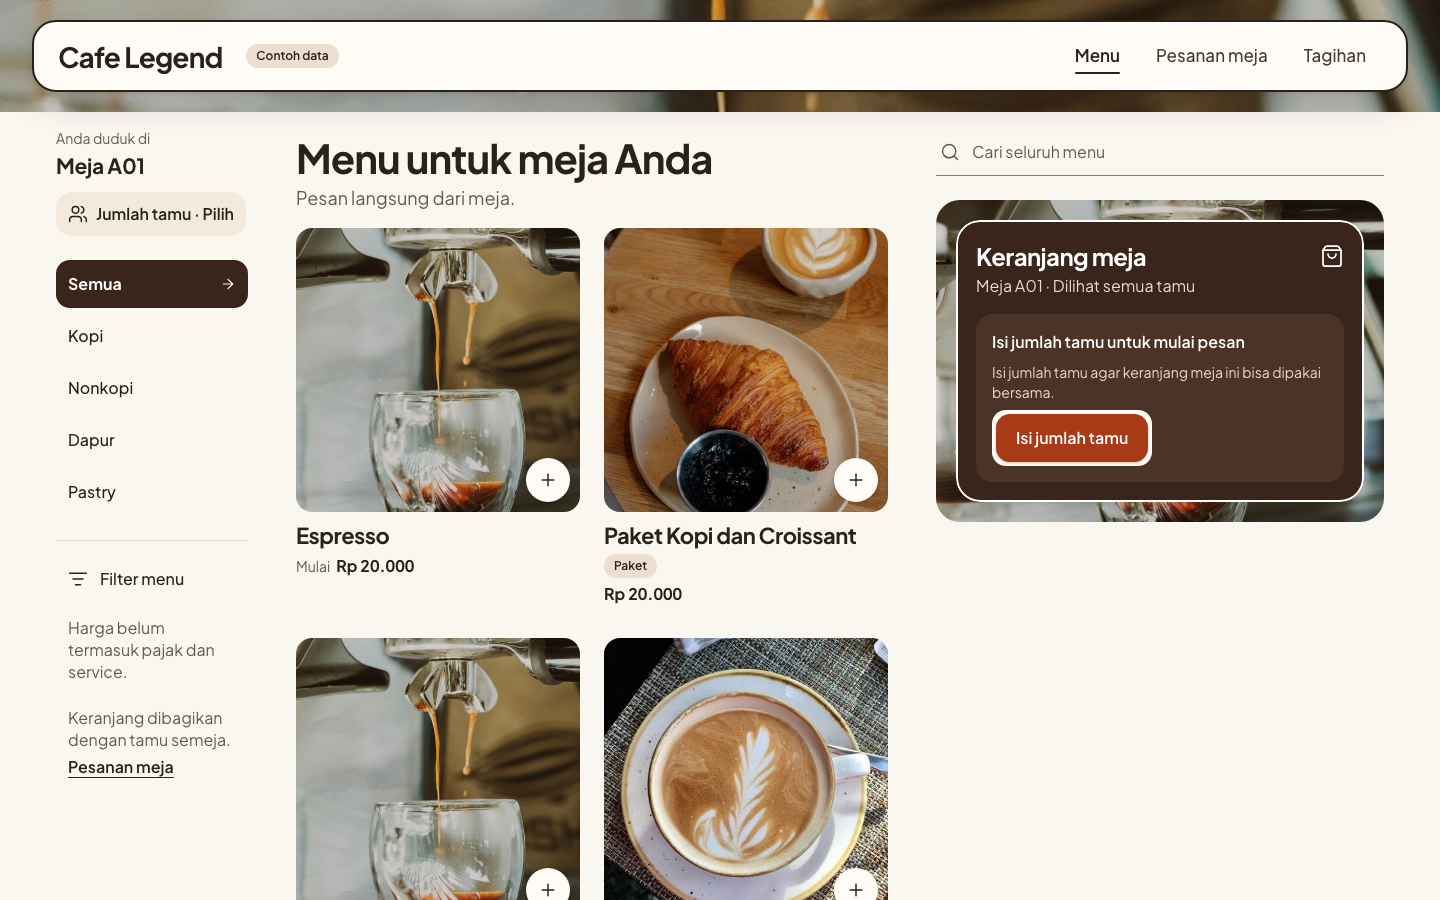 Cafe Legend
Contoh data
Menu
Pesanan meja
Tagihan
Anda duduk di
Meja A01
Jumlah tamu · Pilih
Semua
Kopi
Nonkopi
Dapur
Pastry
Filter menu
Harga belum
termasuk pajak dan
service.
Keranjang dibagikan
dengan tamu semeja.
Pesanan meja
Menu untuk meja Anda
Pesan langsung dari meja.
Espresso
Mulai Rp 20.000
Paket Kopi dan Croissant
Paket
Rp 20.000
Cari seluruh menu
Keranjang meja
Meja A01 · Dilihat semua tamu
Isi jumlah tamu untuk mulai pesan
Isi jumlah tamu agar keranjang meja ini bisa dipakai
bersama.
Isi jumlah tamu